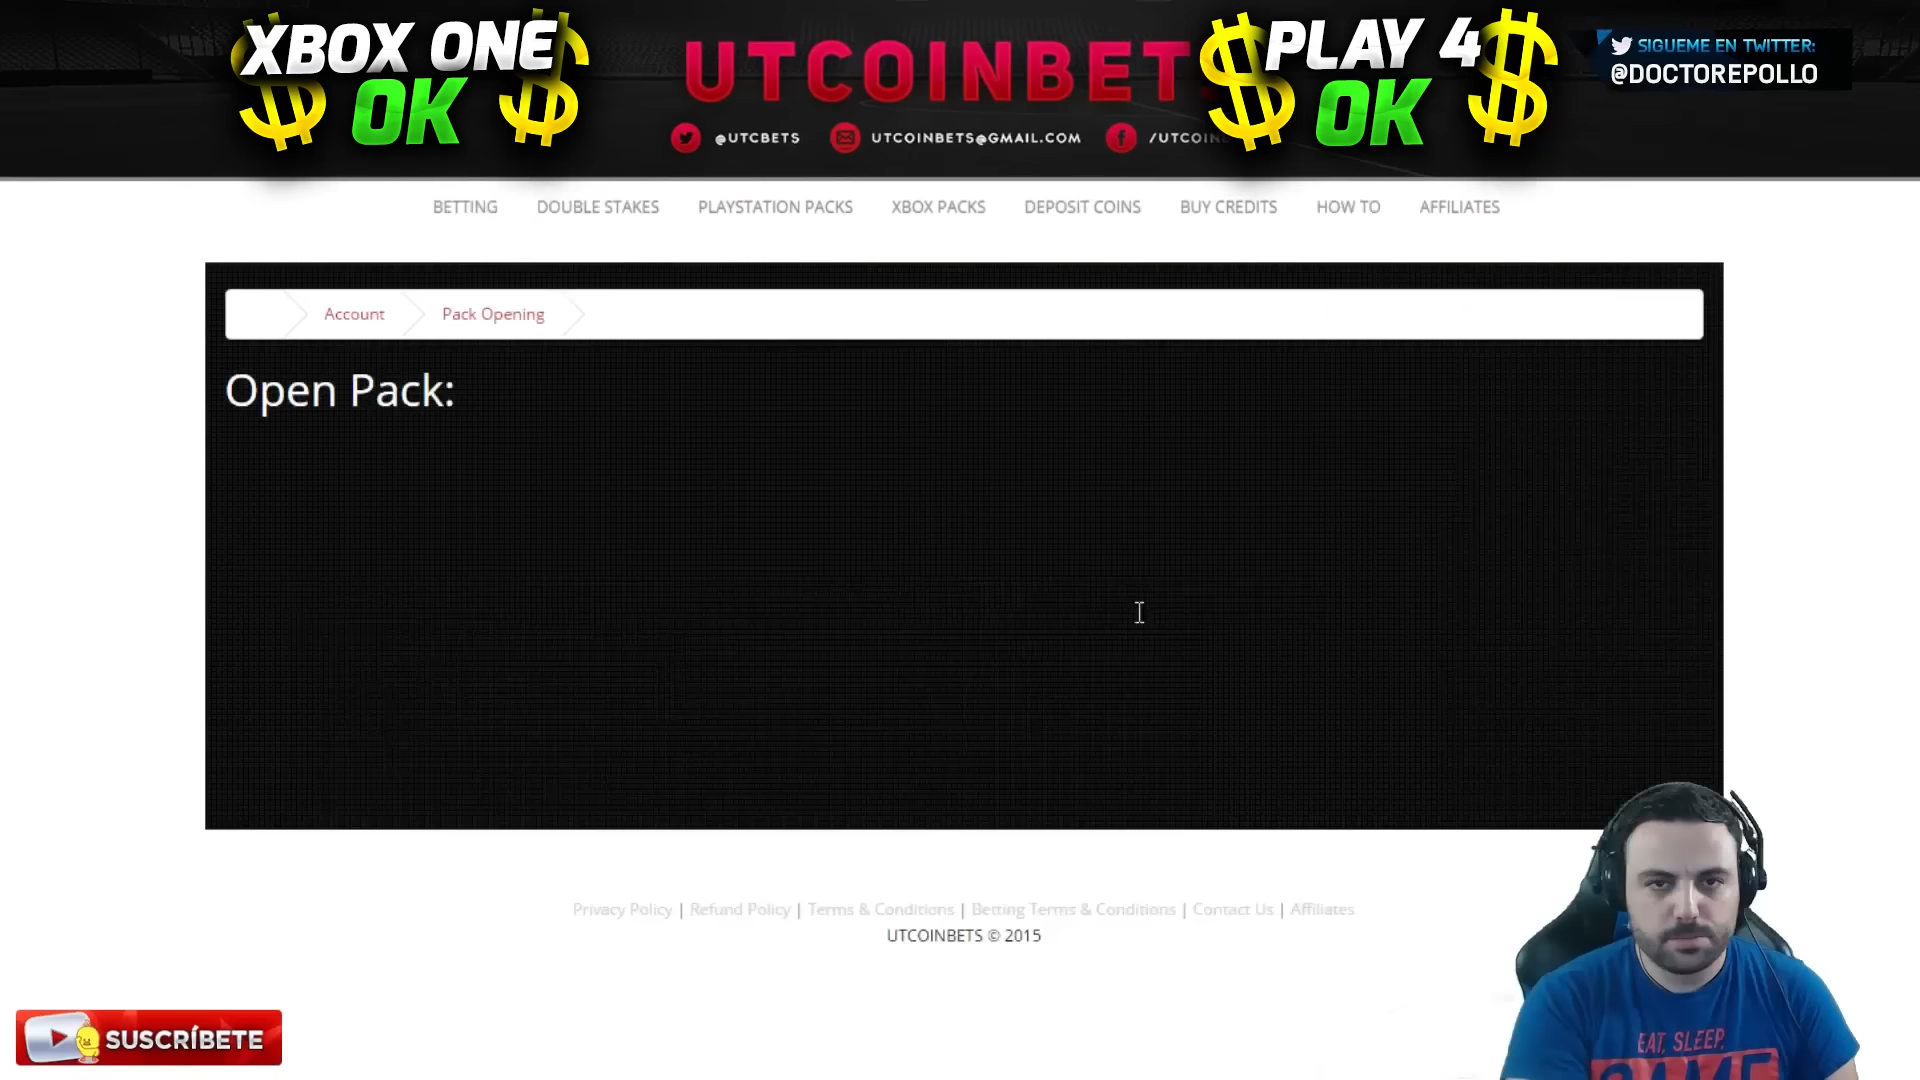 XBOX ONE
OK
UTCOINBET
@UTCBETS
UTCOINBETS@GMAIL.COM
/UTCOIN
PLAY 4
OK
SIGUEME EN TWITTER:
@DOCTOREPOLLO
BETTING DOUBLE STAKES PLAYSTATION PACKS XBOX PACKS DEPOSIT COINS BUY CREDITS HOW TO AFFILIATES
Account Pack Opening
Open Pack:
Privacy Policy | Refund Policy | Terms & Conditions | Betting Terms & Conditions | Contact Us | Affiliates
UTCOINBETS © 2015
SUSCRÍBETE
EAT, SLEEP,
GAME